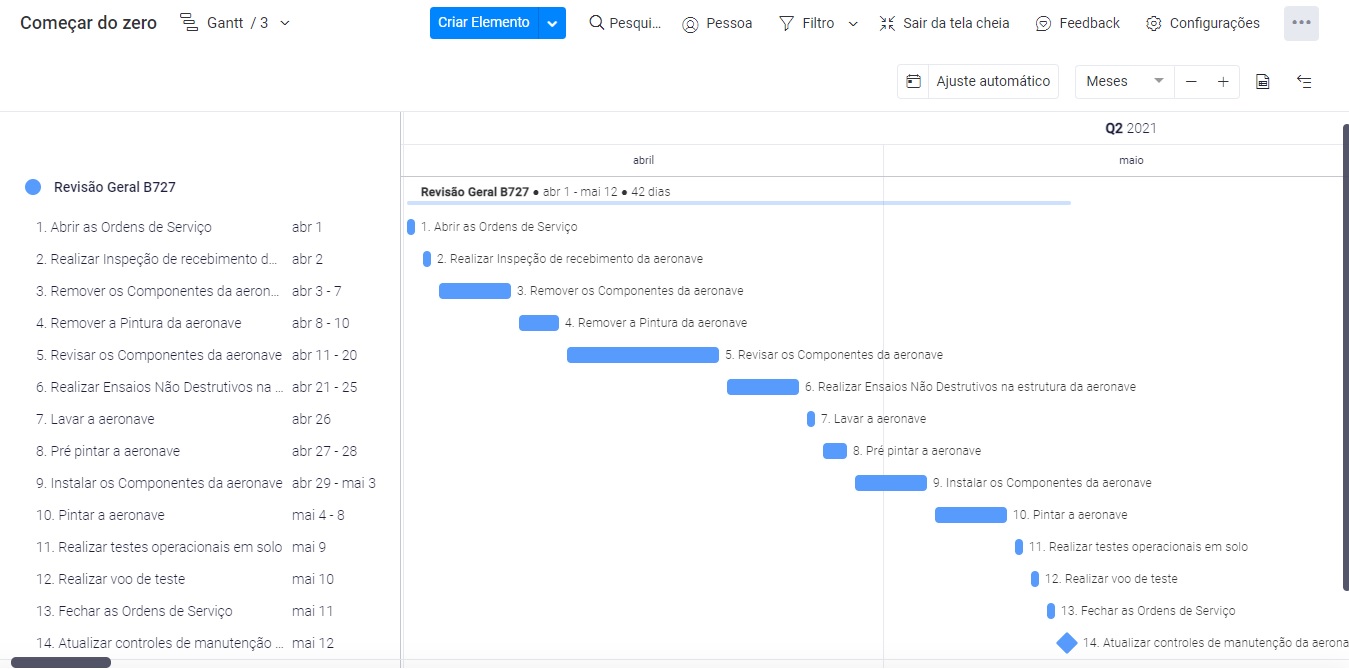 Começar do zero
Gantt / 3
Criar Elemento
Pesqui...
Pessoa
Filtro
Sair da tela cheia
Feedback
Configurações
Ajuste automático
Meses
Q2 2021
abril
maio
Revisão Geral B727
Revisão Geral B727 ● abr 1 - mai 12 ● 42 dias
1. Abrir as Ordens de Serviço abr 1
1. Abrir as Ordens de Serviço
2. Realizar Inspeção de recebimento d... abr 2
2. Realizar Inspeção de recebimento da aeronave
3. Remover os Componentes da aeron... abr 3 - 7
3. Remover os Componentes da aeronave
4. Remover a Pintura da aeronave abr 8 - 10
4. Remover a Pintura da aeronave
5. Revisar os Componentes da aeronave abr 11 - 20
5. Revisar os Componentes da aeronave
6. Realizar Ensaios Não Destrutivos na ... abr 21 - 25
6. Realizar Ensaios Não Destrutivos na estrutura da aeronave
7. Lavar a aeronave abr 26
7. Lavar a aeronave
8. Pré pintar a aeronave abr 27 - 28
8. Pré pintar a aeronave
9. Instalar os Componentes da aeronave abr 29 - mai 3
9. Instalar os Componentes da aeronave
10. Pintar a aeronave mai 4 - 8
10. Pintar a aeronave
11. Realizar testes operacionais em solo mai 9
11. Realizar testes operacionais em solo
12. Realizar voo de teste mai 10
12. Realizar voo de teste
13. Fechar as Ordens de Serviço mai 11
13. Fechar as Ordens de Serviço
14. Atualizar controles de manutenção ... mai 12
14. Atualizar controles de manutenção da aerona